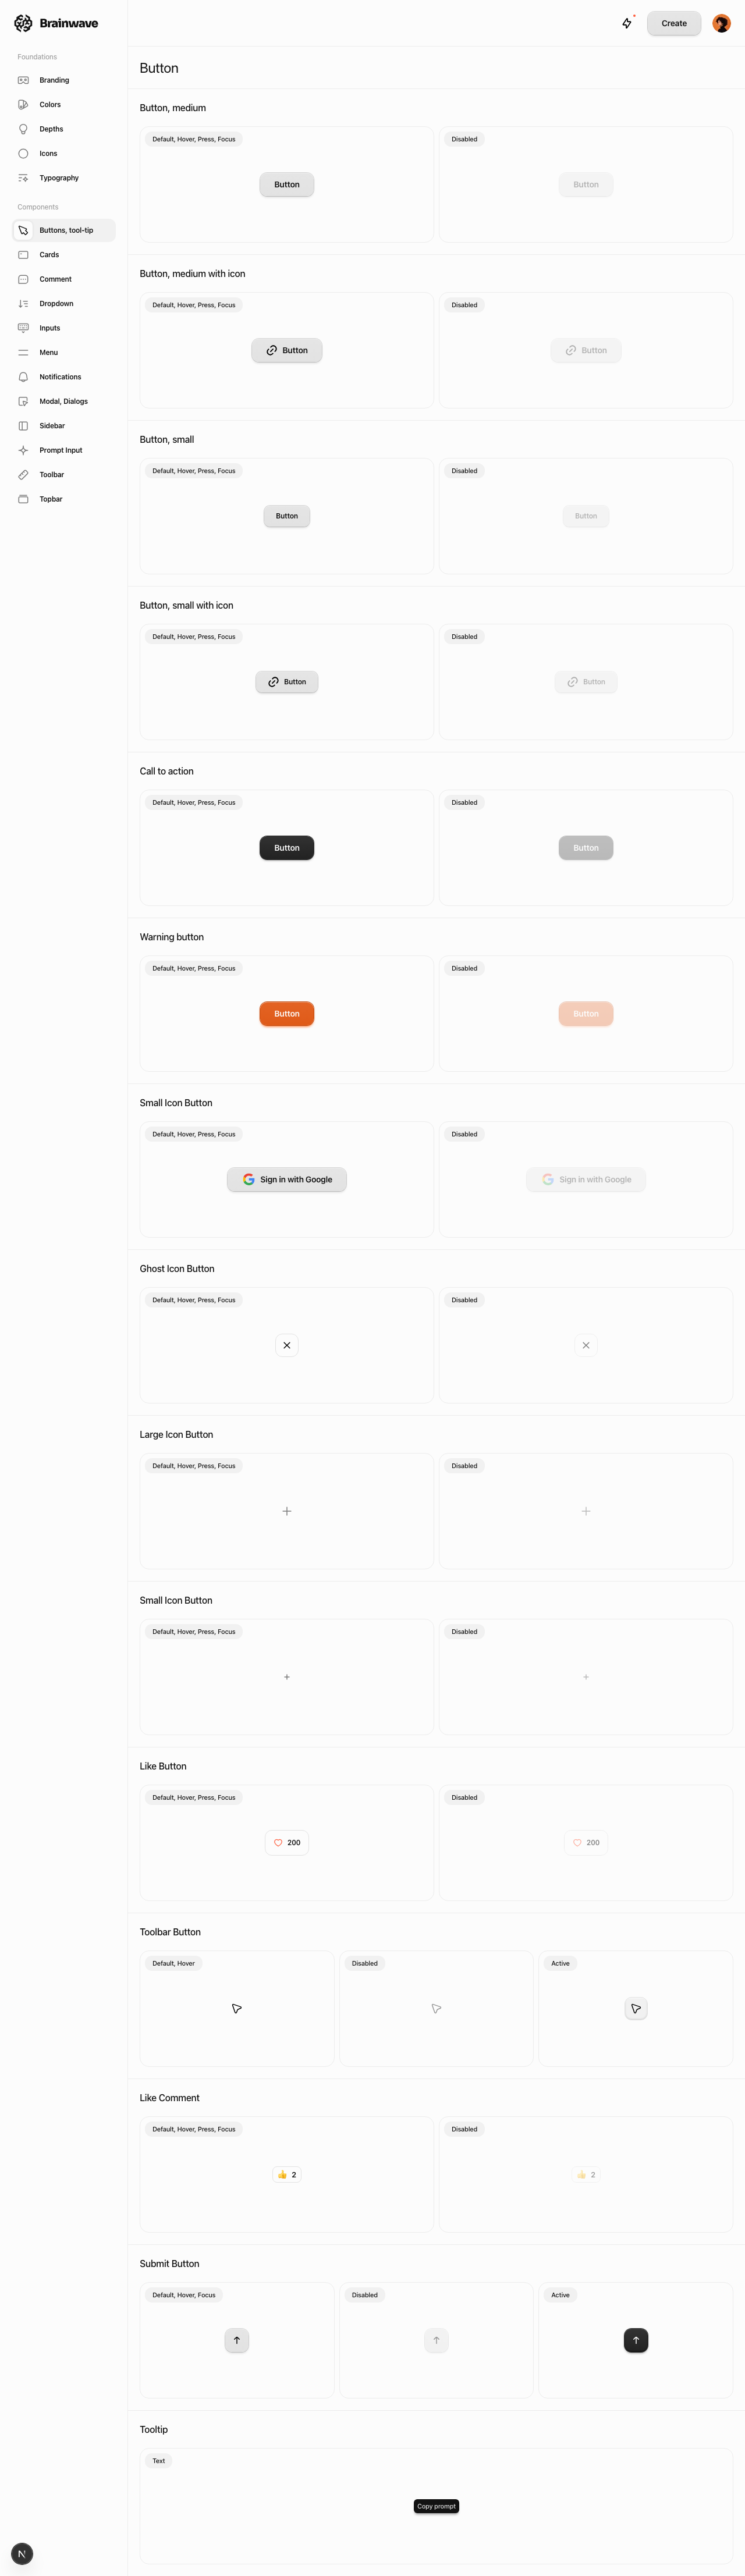 Brainwave
Create
Foundations
Branding
Colors
Depths
Icons
Typography
Components
Buttons, tool-tip
Cards
Comment
Dropdown
Inputs
Menu
Notifications
Modal, Dialogs
Sidebar
Prompt Input
Toolbar
Topbar
N
Button
Button, medium
Default, Hover, Press, Focus
Button
Disabled
Button
Button, medium with icon
Default, Hover, Press, Focus
Button
Disabled
Button
Button, small
Default, Hover, Press, Focus
Button
Disabled
Button
Button, small with icon
Default, Hover, Press, Focus
Button
Disabled
Button
Call to action
Default, Hover, Press, Focus
Button
Disabled
Button
Warning button
Default, Hover, Press, Focus
Button
Disabled
Button
Small Icon Button
Default, Hover, Press, Focus
Sign in with Google
Disabled
Sign in with Google
Ghost Icon Button
Default, Hover, Press, Focus
Disabled
Large Icon Button
Default, Hover, Press, Focus
Disabled
Small Icon Button
Default, Hover, Press, Focus
Disabled
Like Button
Default, Hover, Press, Focus
200
Disabled
200
Toolbar Button
Default, Hover
Disabled
Active
Like Comment
Default, Hover, Press, Focus
2
Disabled
2
Submit Button
Default, Hover, Focus
Disabled
Active
Tooltip
Text
Copy prompt